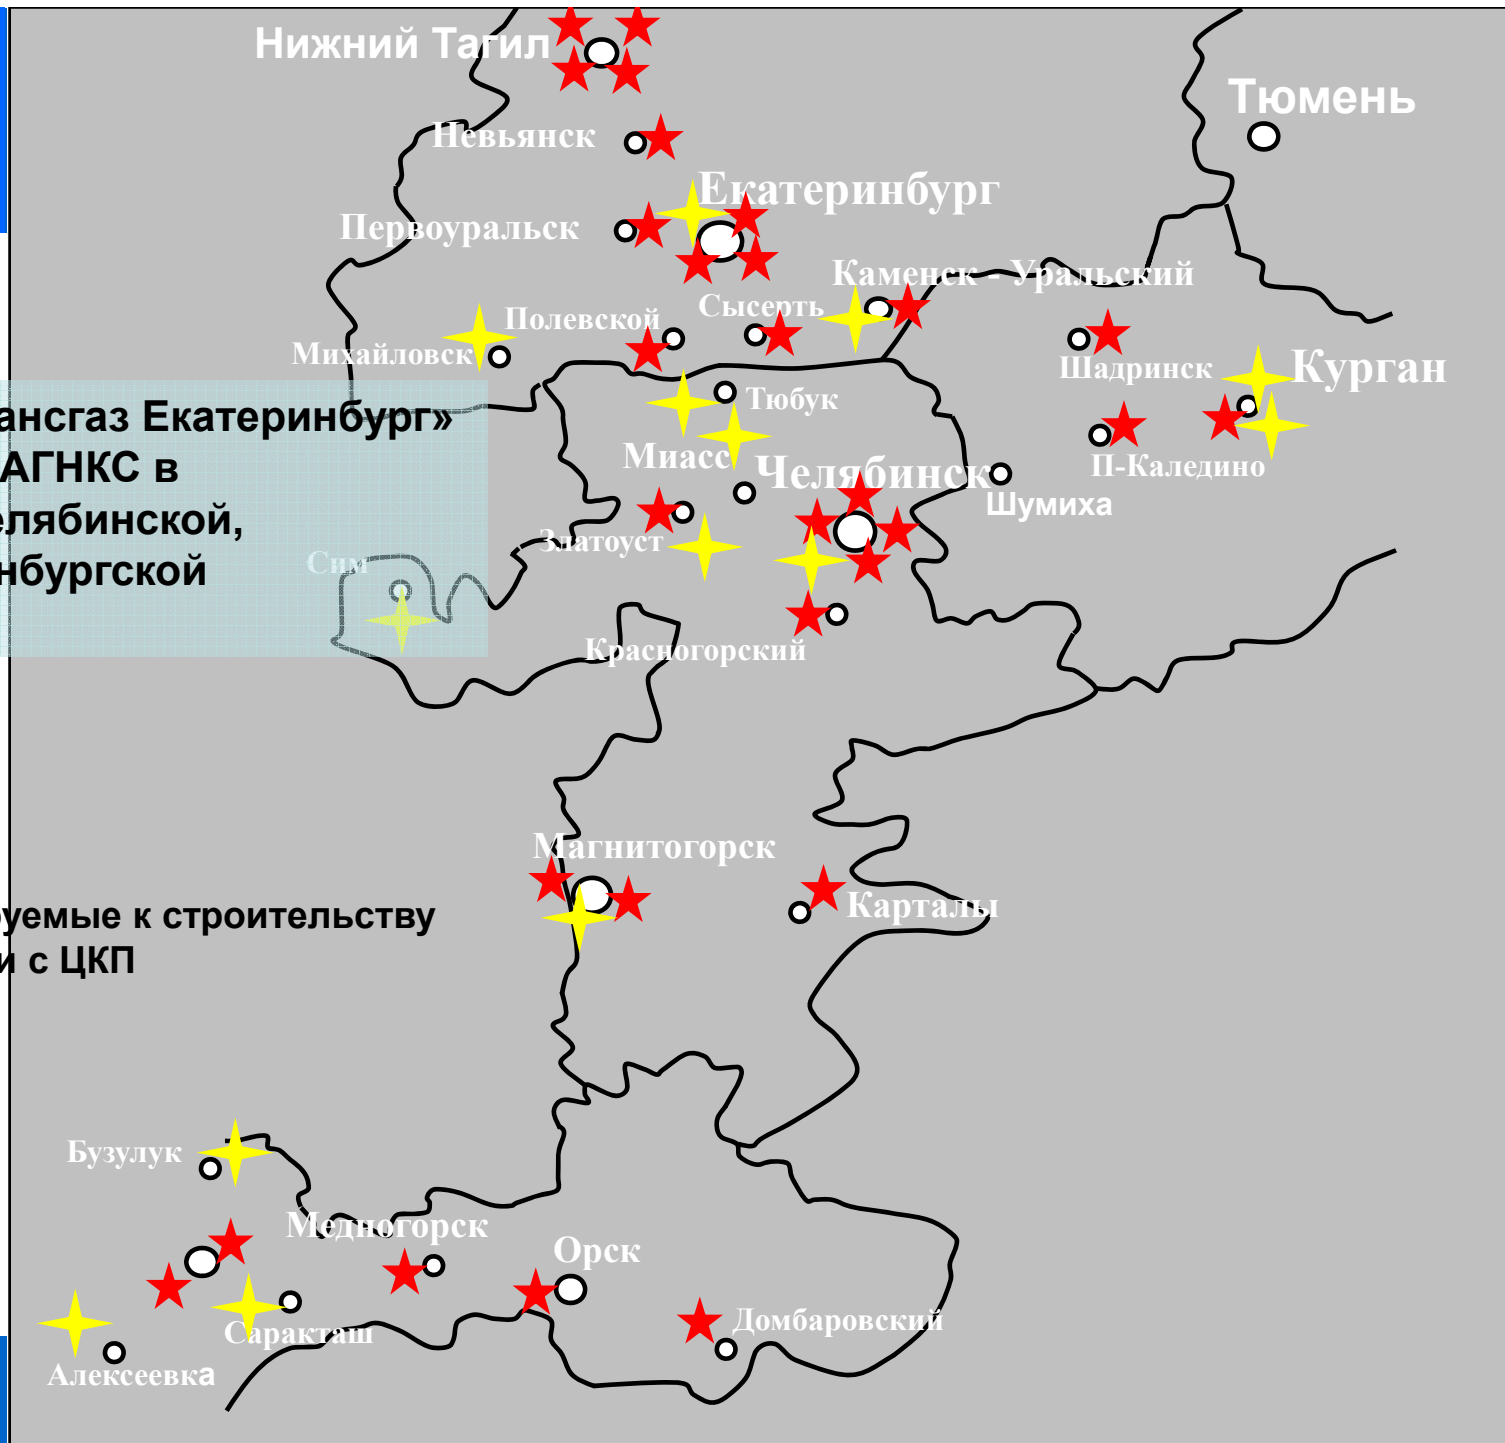 Нижний Тагил
Тюмень
Невьянск
Екатеринбург
Первоуральск
Каменск - Уральский
Сысерть
Полевской
Михайловск
Шадринск
Курган
Тюбук
ансгаз Екатеринбург»
АГНКС в
елябинской,
нбургской
Миасс
Челябинск
П-Каледино
Шумиха
Златоуст
Сим
Красногорский
Магнитогорск
Карталы
руемые к строительству
и с ЦКП
Бузулук
Медногорск
Орск
Домбаровский
Саракташ
Алексеевка